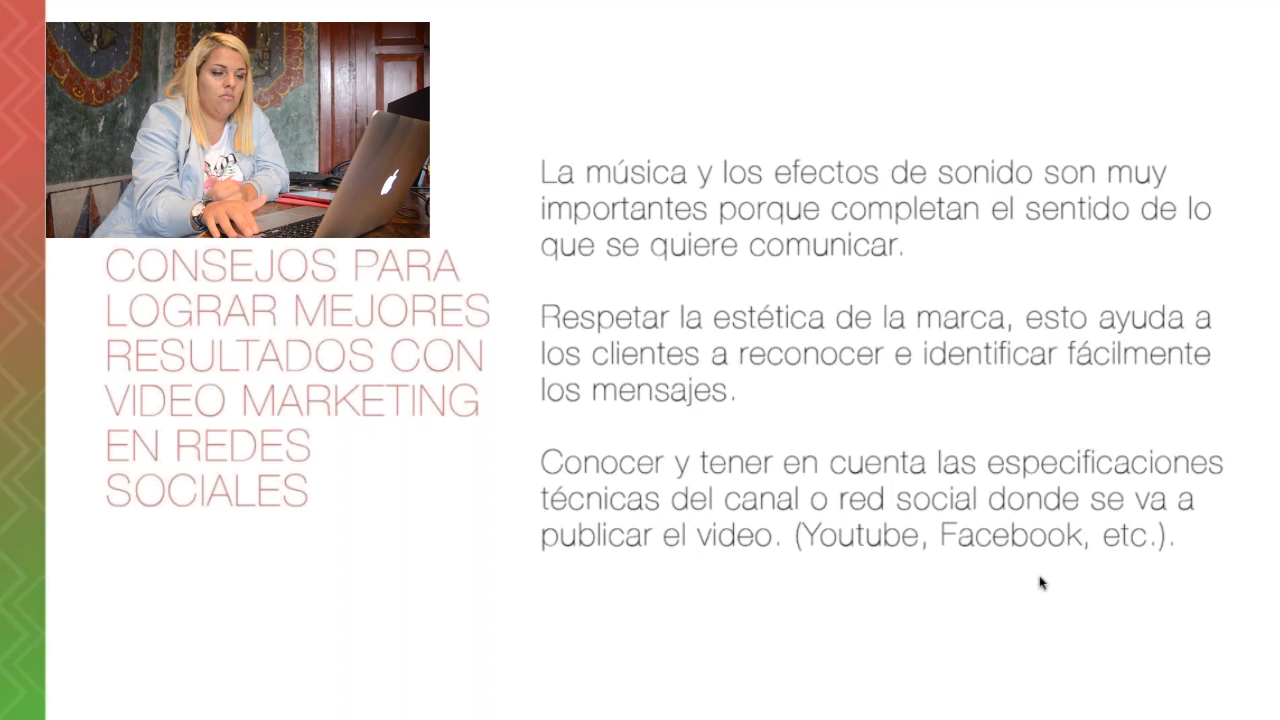 CONSEJOS PARA
LOGRAR MEJORES
RESULTADOS CON
VIDEO MARKETING
EN REDES
SOCIALES
La música y los efectos de sonido son muy
importantes porque completan el sentido de lo
que se quiere comunicar.
Respetar la estética de la marca, esto ayuda a
los clientes a reconocer e identificar fácilmente
los mensajes.
Conocer y tener en cuenta las especificaciones
técnicas del canal o red social donde se va a
publicar el video. (Youtube, Facebook, etc.).